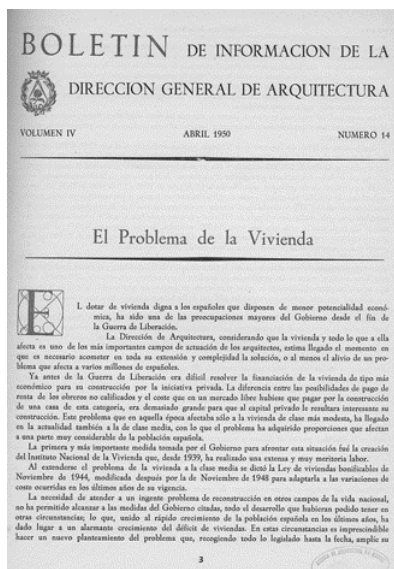 BOLETIN DE INFORMACION DE LA
DIRECCION GENERAL DE ARQUITECTURA
VOLUMEN IV ABRIL 1950 NUMERO 14
El Problema de la Vivienda
EL dotar de vivienda digna a los españoles que disponen de menor potencialidad econó-
mica, ha sido una de las preocupaciones mayores del Gobierno desde el fin de
la Guerra de Liberación.
La Dirección de Arquitectura, considerando que la vivienda y todo lo que a ella
afecta es uno de los más importantes campos de actuación de los arquitectos, estima llegado el momento en
que es necesario acometer en toda su extensión y complejidad la solución, o al menos el alivio de un pro-
blema que afecta a varios millones de españoles.
Ya antes de la Guerra de Liberación era difícil resolver la financiación de la vivienda de tipo más
económico para su construcción por la iniciativa privada. La diferencia entre las posibilidades de pago de
renta de los obreros no calificados y el coste que en un mercado libre hubiese que pagar por la construcción
de una casa de esta categoría, era demasiado grande para que al capital privado le resultara interesante su
construcción. Este problema que en aquella época afectaba sólo a la vivienda de clase más modesta, ha llegado
en la actualidad también a la de clase media, con lo que el problema ha adquirido proporciones que afectan
a una parte muy considerable de la población española.
La primera y más importante medida tomada por el Gobierno para afrontar esta situación fué la creación
del Instituto Nacional de la Vivienda que, desde 1939, ha realizado una extensa y muy meritoria labor.
Al extenderse el problema de la vivienda a la clase media se dictó la Ley de viviendas bonificables de
Noviembre de 1944, modificada después por la de Noviembre de 1948 para adaptarla a las variaciones de
costo ocurridas en los últimos años de su vigencia.
La necesidad de atender a un ingente problema de reconstrucción en otros campos de la vida nacional,
no ha permitido alcanzar a las medidas del Gobierno citadas, todo el desarrollo que hubieran podido tener en
otras circunstancias; lo que, unido al rápido crecimiento de la población española en los últimos años, ha
dado lugar a un alarmante crecimiento del déficit de viviendas. En estas circunstancias es imprescindible
hacer un nuevo planteamiento del problema que, recogiendo todo lo legislado hasta la fecha, amplíe su
3